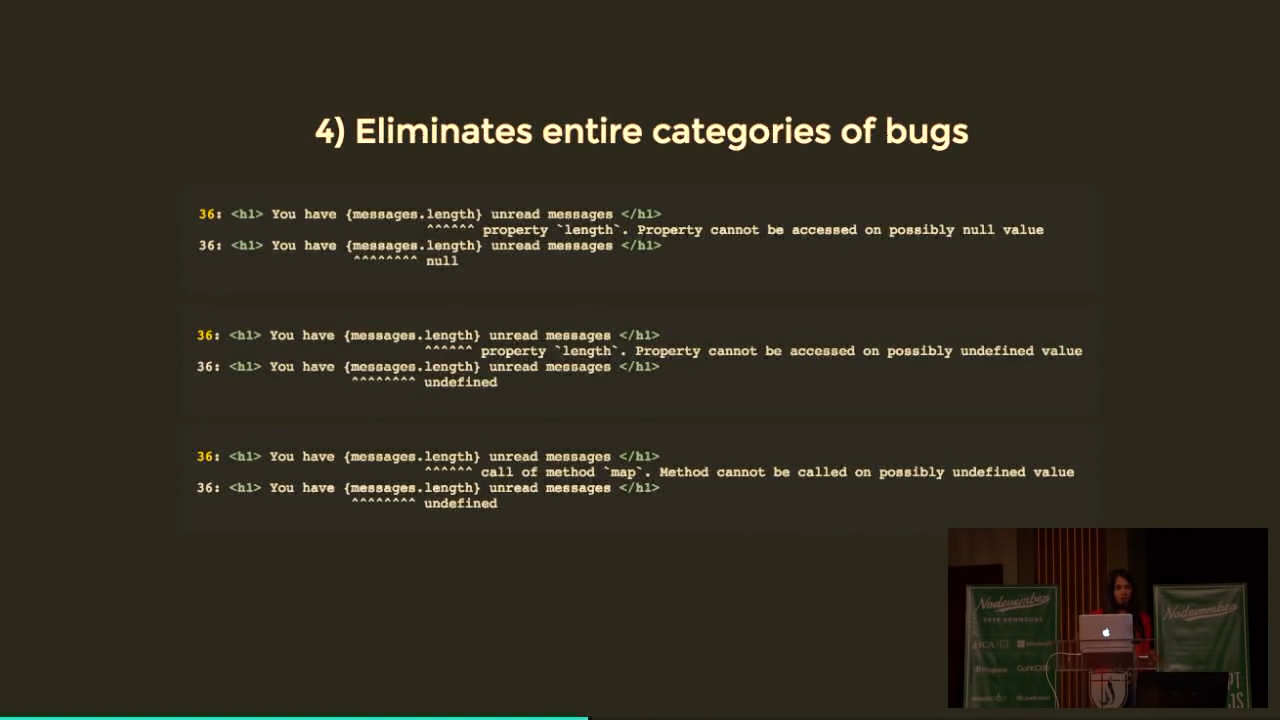 4) Eliminates entire categories of bugs
36: <h1> You have {messages.length} unread messages </h1>
^^^^^^ property `length`. Property cannot be accessed on possibly null value
36: <h1> You have {messages.length} unread messages </h1>
^^^^^^^^ null
36: <h1> You have {messages.length} unread messages </h1>
^^^^^^ property `length`. Property cannot be accessed on possibly undefined value
36: <h1> You have {messages.length} unread messages </h1>
^^^^^^^^ undefined
36: <h1> You have {messages.length} unread messages </h1>
^^^^^^ call of method `map`. Method cannot be called on possibly undefined value
36: <h1> You have {messages.length} unread messages </h1>
^^^^^^^^ undefined
Nodevember
Nodevember
SPONSORS